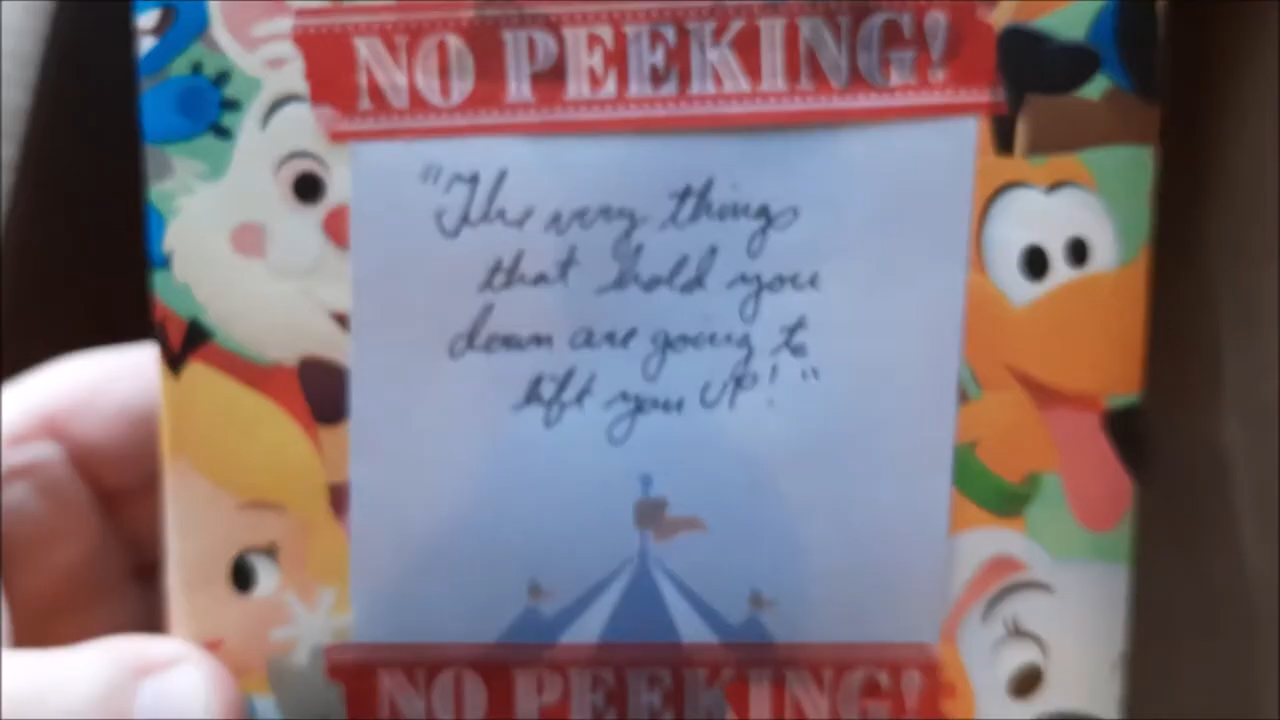 NO PEEKING!
"The very things
that hold you
down are going to
lift you UP!"
NO PEEKING!